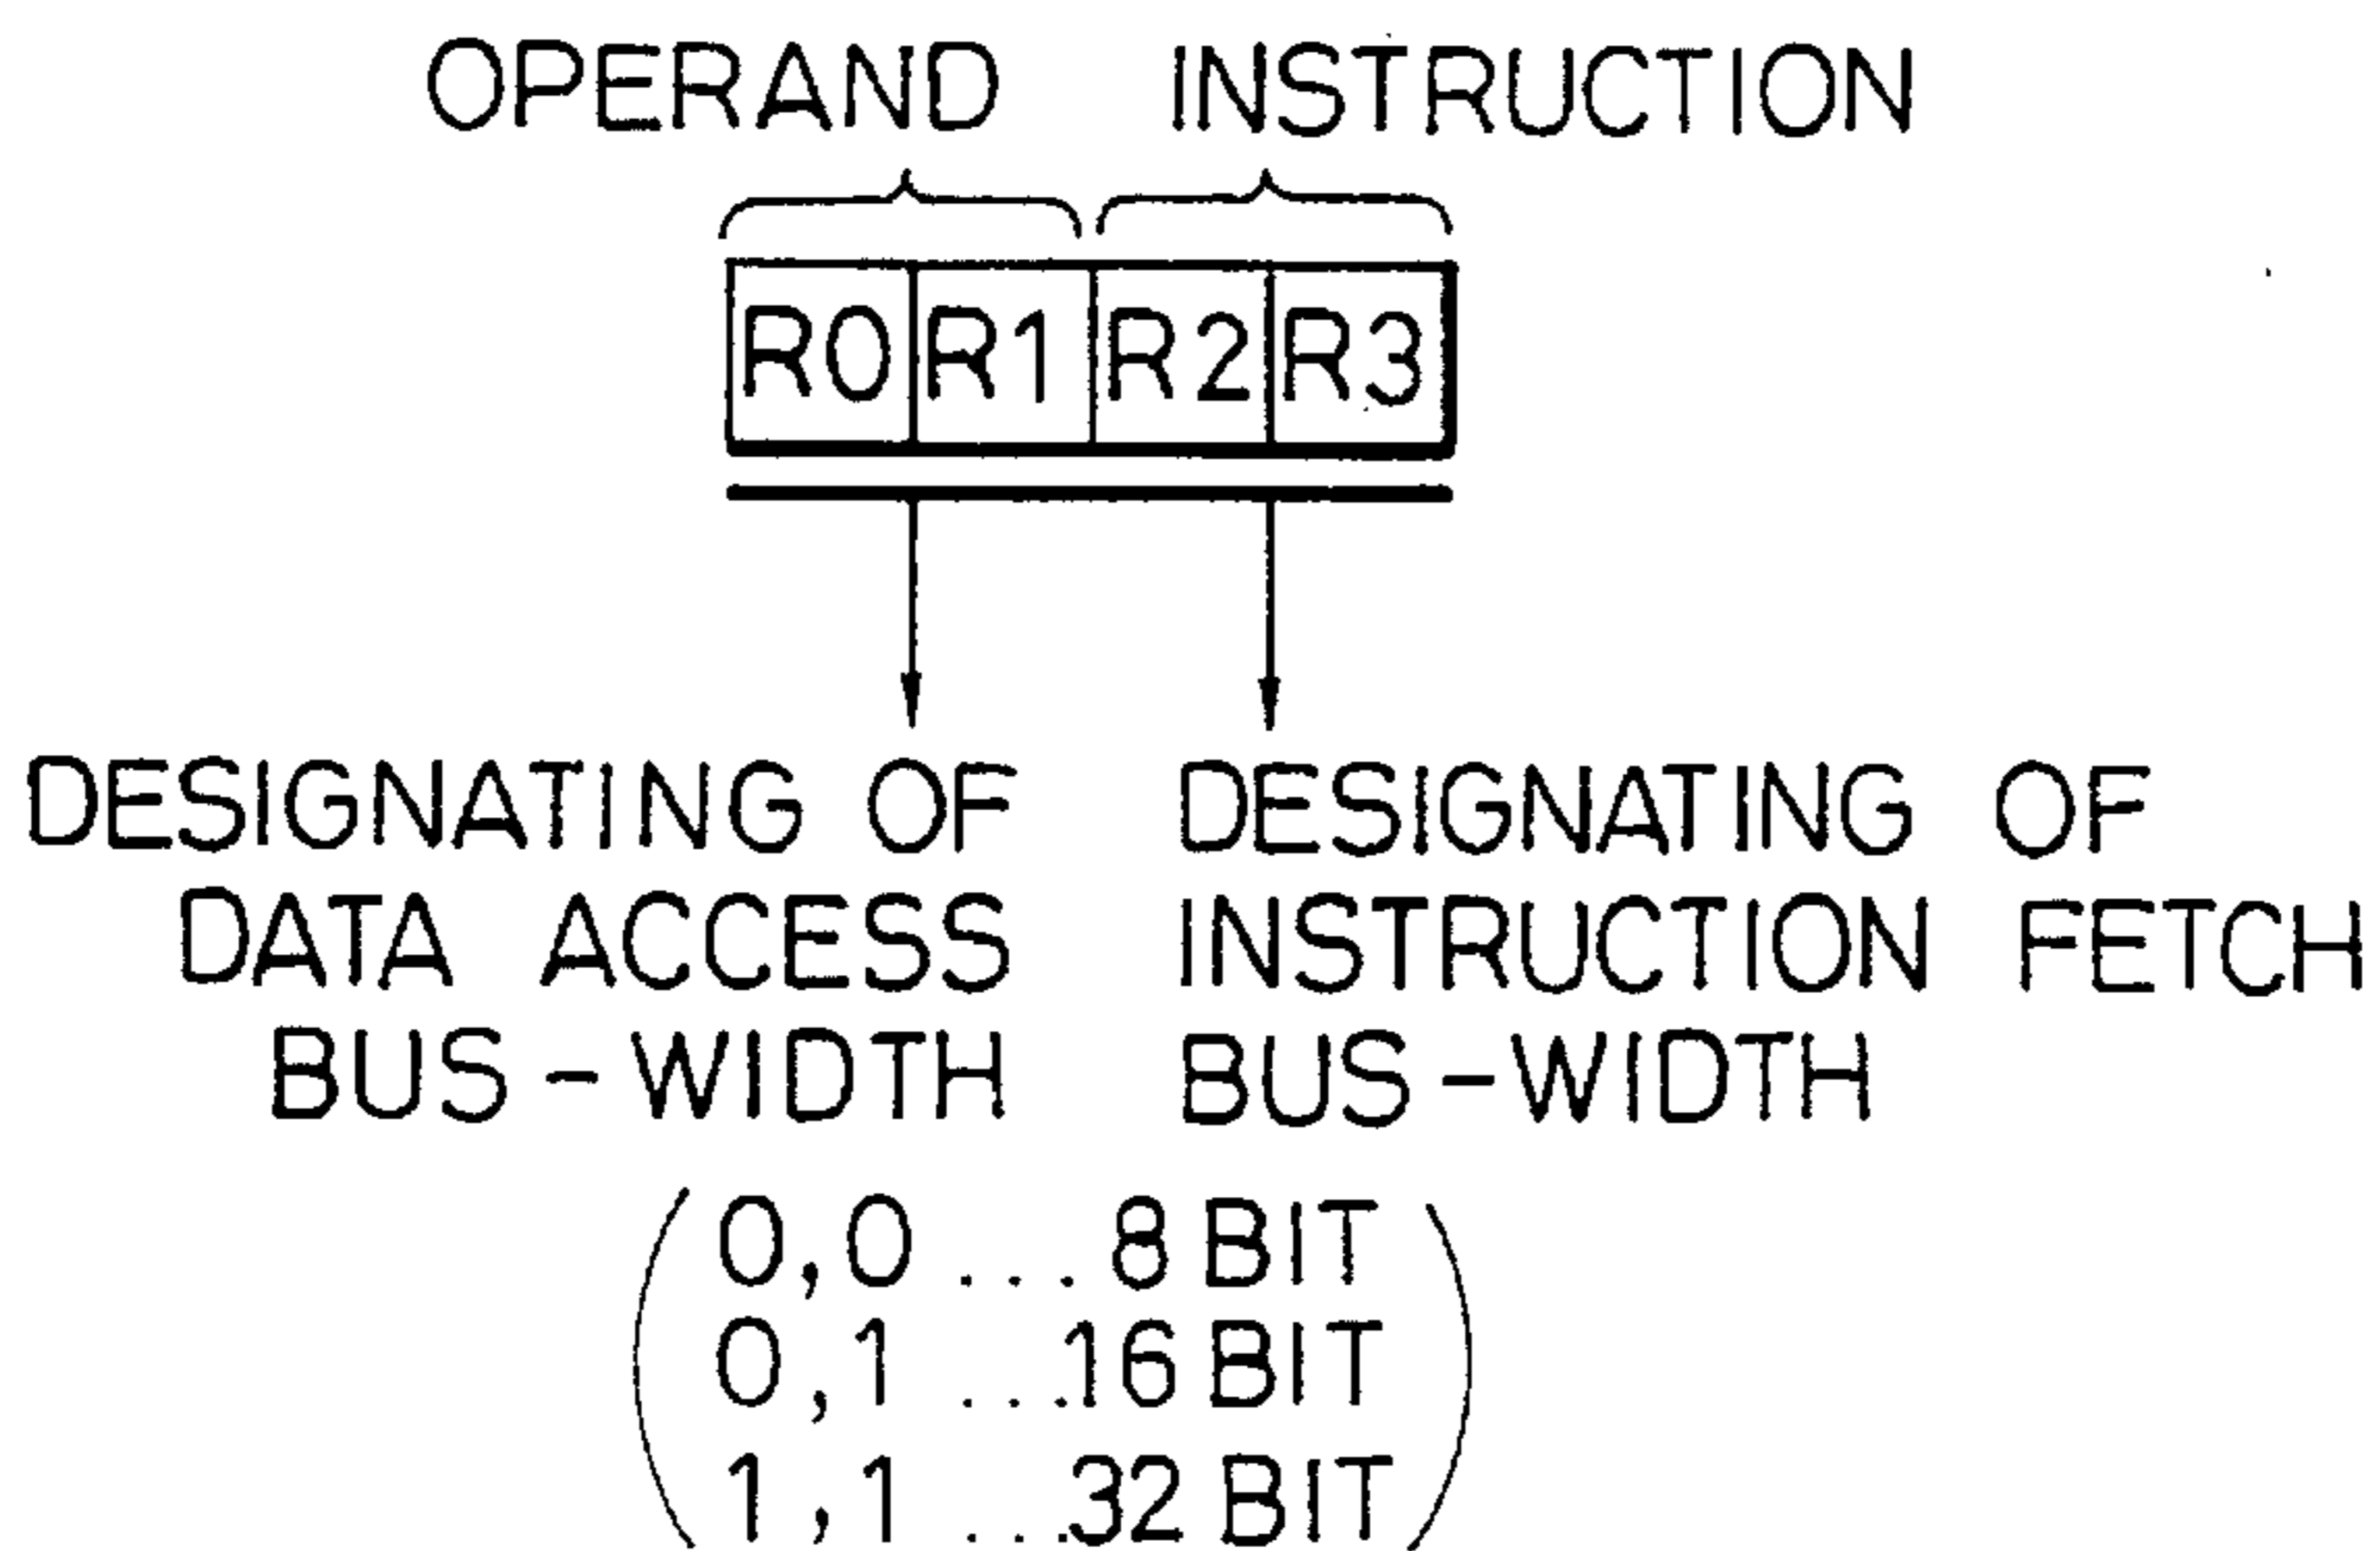 OPERAND INSTRUCTION
R0 R1 R2 R3
DESIGNATING OF
DATA ACCESS
BUS-WIDTH
DESIGNATING OF
INSTRUCTION FETCH
BUS-WIDTH
(0,0 ... 8 BIT
0,1 ... 16 BIT
1,1 ... 32 BIT)